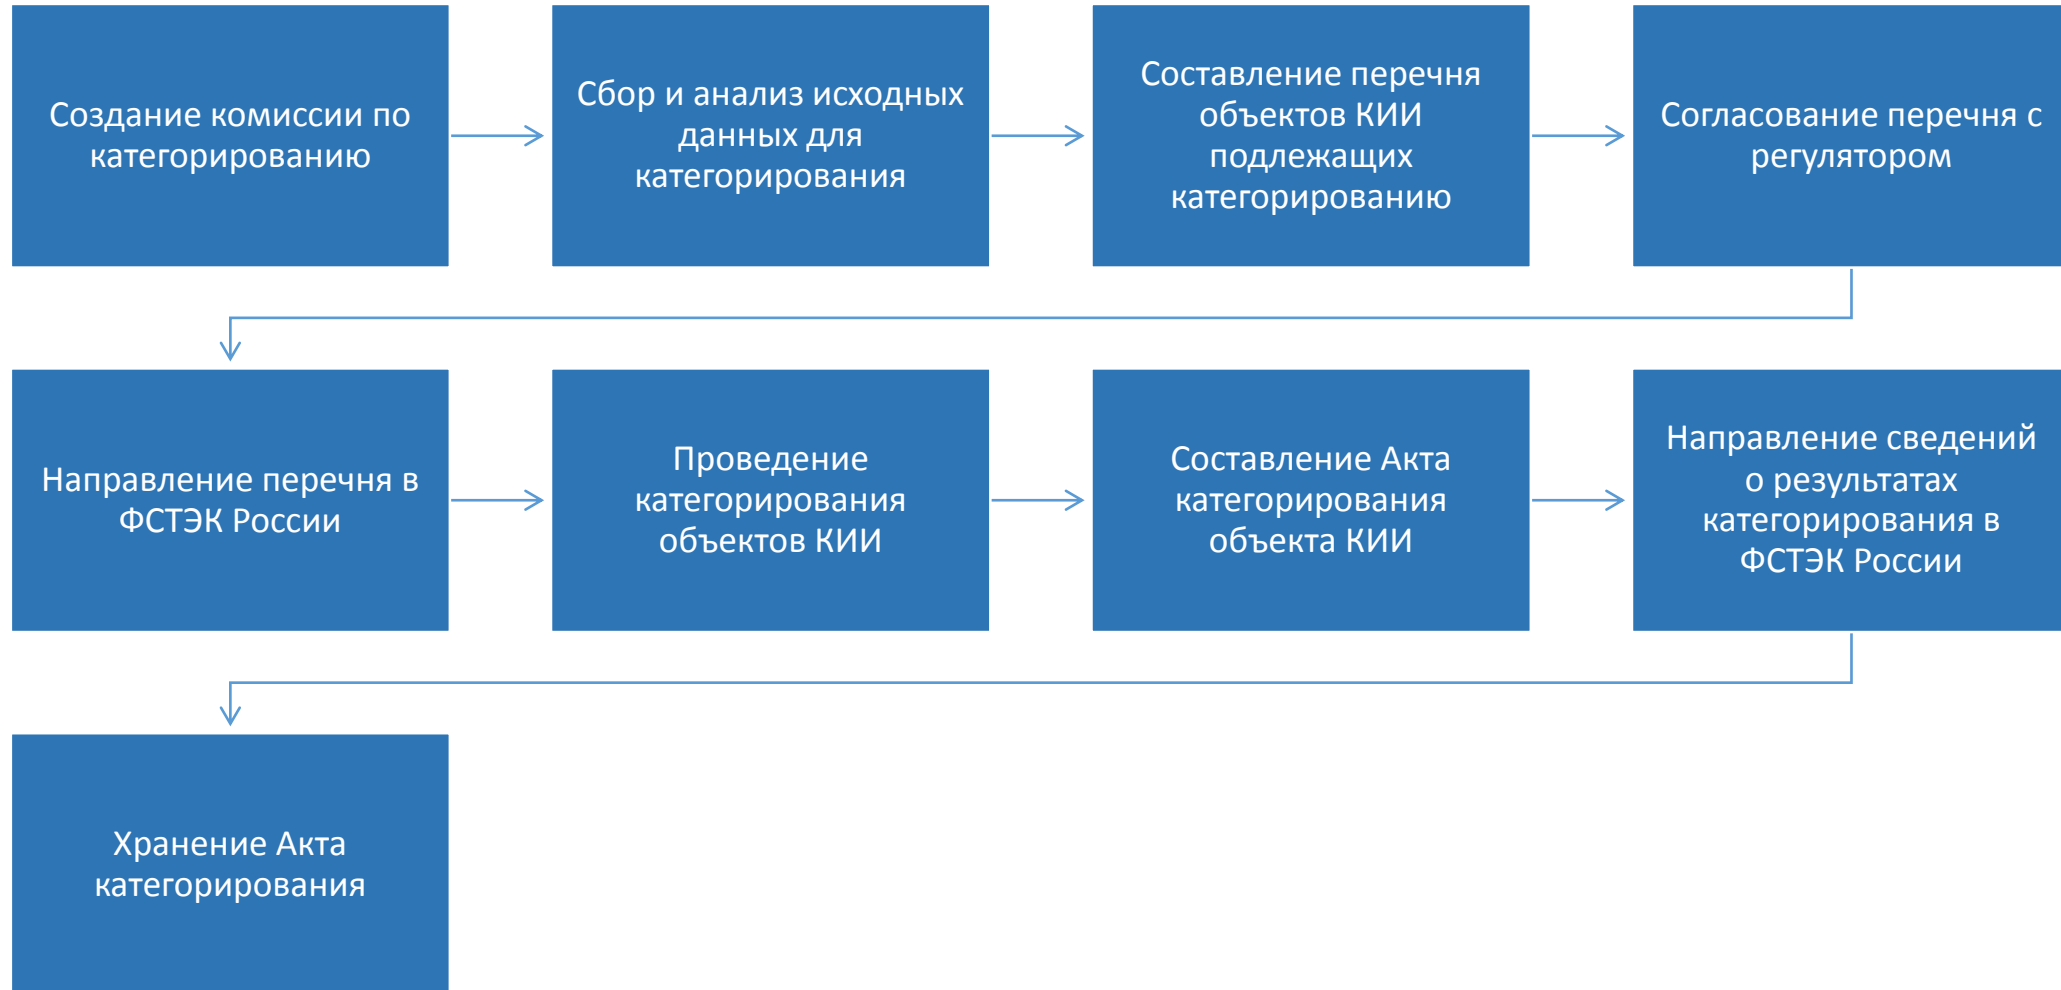 Создание комиссии по
категорированию
Сбор и анализ исходных
данных для
категорирования
Составление перечня
объектов КИИ
подлежащих
категорированию
Согласование перечня с
регулятором
Направление перечня в
ФСТЭК России
Проведение
категорирования
объектов КИИ
Составление Акта
категорирования
объекта КИИ
Направление сведений
о результатах
категорирования в
ФСТЭК России
Хранение Акта
категорирования